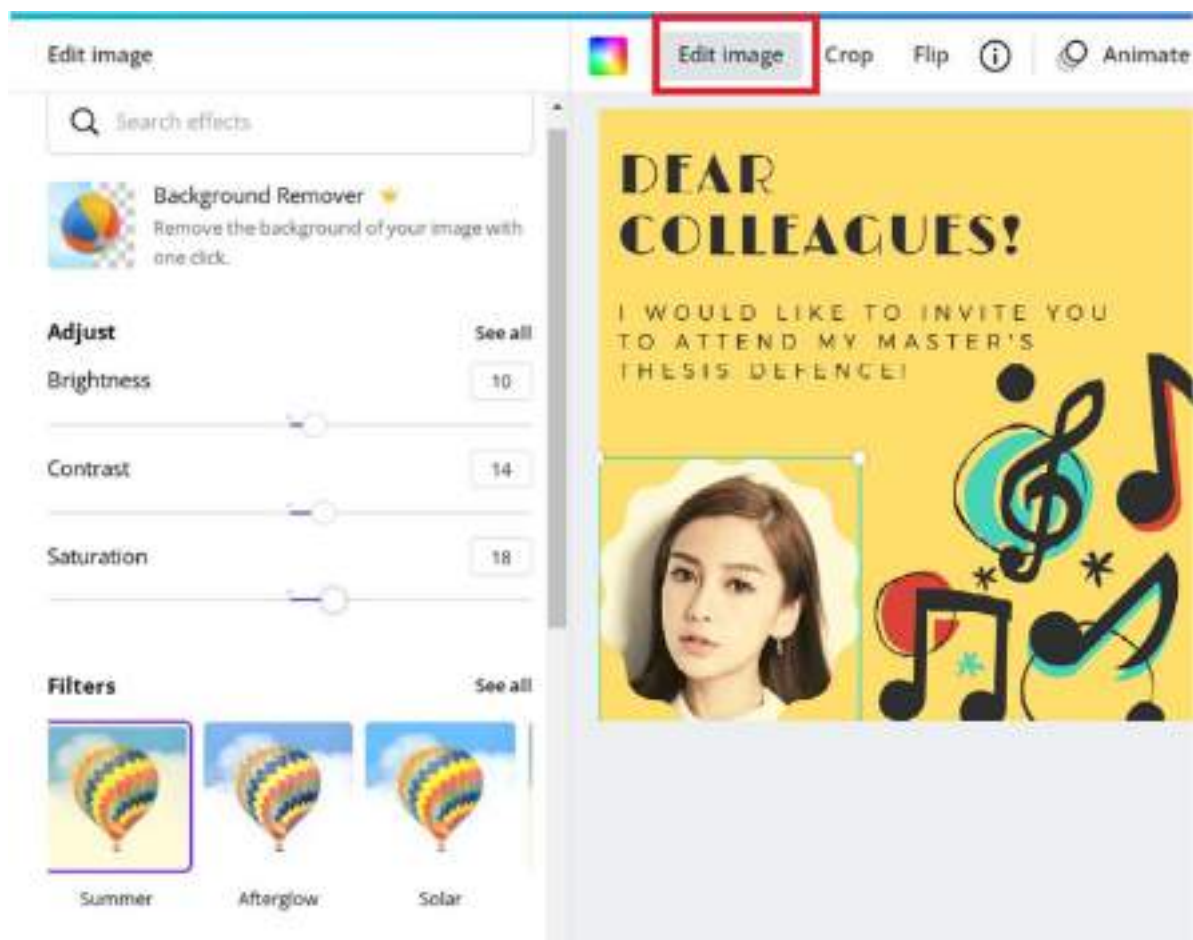 Edit image
Edit image Crop Flip Animate
Search effects
Background Remover
Remove the background of your image with
one click.
Adjust See all
Brightness 10
Contrast 14
Saturation 18
Filters See all
Summer Afterglow Solar
DEAR
COLLEAGUES!
I WOULD LIKE TO INVITE YOU
TO ATTEND MY MASTER'S
THESIS DEFENCE!